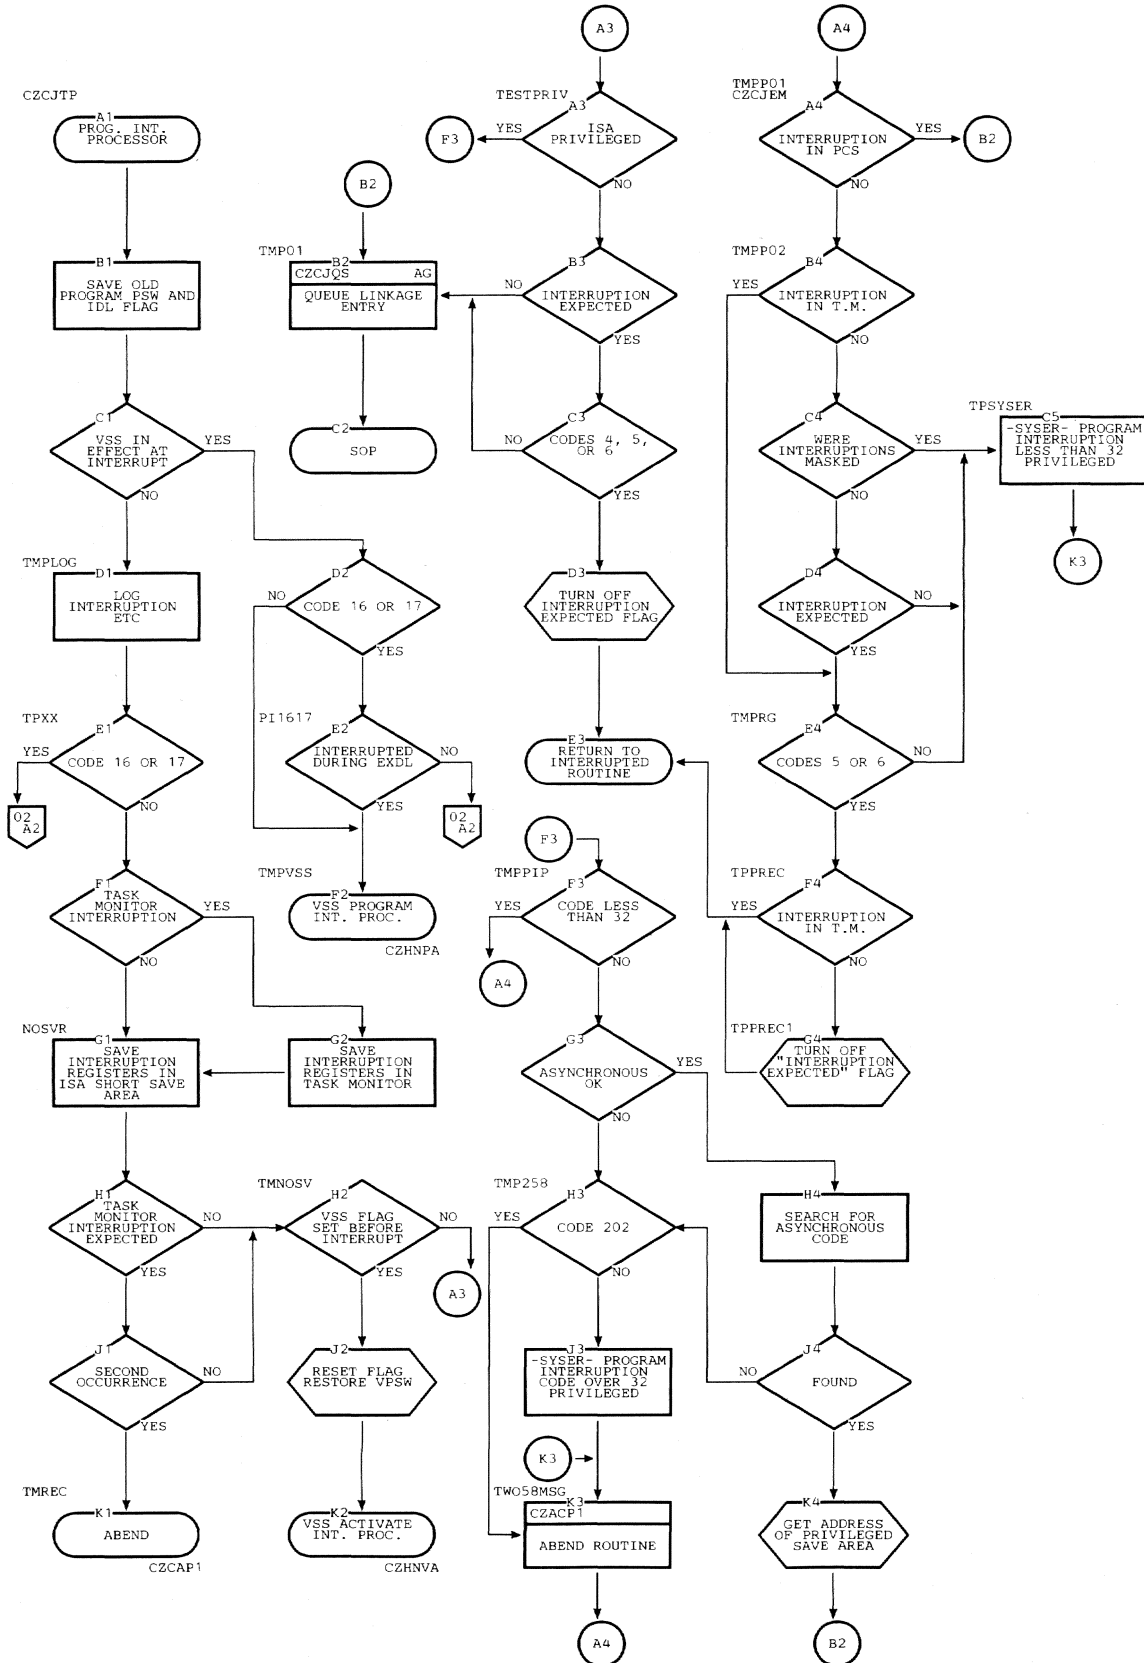 A3
A4
CZCJTP
A1
PROG. INT.
PROCESSOR
TESTPRIV
A3
ISA
PRIVILEGED
YES
F3
NO
TMPP01
CZCJEM
A4
INTERRUPTION
IN PCS
YES
B2
NO
B2
B1
SAVE OLD
PROGRAM PSW AND
IDL FLAG
TMP01
B2
CZCJQS AG
QUEUE LINKAGE
ENTRY
B3
INTERRUPTION
EXPECTED
NO
YES
TMPP02
B4
INTERRUPTION
IN T.M.
YES
NO
C1
VSS IN
EFFECT AT
INTERRUPT
YES
NO
C2
SOP
C3
CODES 4, 5,
OR 6
NO
YES
C4
WERE
INTERRUPTIONS
MASKED
YES
NO
TPSYSER
C5
-SYSER- PROGRAM
INTERRUPTION
LESS THAN 32
PRIVILEGED
K3
TMPLOG
D1
LOG
INTERRUPTION
ETC
D2
CODE 16 OR 17
NO
YES
D3
TURN OFF
INTERRUPTION
EXPECTED FLAG
D4
INTERRUPTION
EXPECTED
NO
YES
TPXX
E1
CODE 16 OR 17
YES
NO
02
A2
PI1617
E2
INTERRUPTED
DURING EXDL
NO
YES
02
A2
E3
RETURN TO
INTERRUPTED
ROUTINE
TMPRG
E4
CODES 5 OR 6
NO
YES
F1
TASK
MONITOR
INTERRUPTION
YES
NO
TMPVSS
F2
VSS PROGRAM
INT. PROC.
CZHNPA
F3
TMPPIP
F3
CODE LESS
THAN 32
YES
NO
A4
TPPREC
F4
INTERRUPTION
IN T.M.
YES
NO
NOSVR
G1
SAVE
INTERRUPTION
REGISTERS IN
ISA SHORT SAVE
AREA
G2
SAVE
INTERRUPTION
REGISTERS IN
TASK MONITOR
G3
ASYNCHRONOUS
OK
YES
NO
TPPREC1
G4
TURN OFF
"INTERRUPTION
EXPECTED" FLAG
H1
TASK
MONITOR
INTERRUPTION
EXPECTED
NO
YES
TMNOSV
H2
VSS FLAG
SET BEFORE
INTERRUPT
NO
YES
A3
TMP258
H3
CODE 202
YES
NO
H4
SEARCH FOR
ASYNCHRONOUS
CODE
J1
SECOND
OCCURRENCE
NO
YES
J2
RESET FLAG
RESTORE VPSW
J3
-SYSER- PROGRAM
INTERRUPTION
CODE OVER 32
PRIVILEGED
J4
FOUND
NO
YES
K3
TMREC
K1
ABEND
CZCAP1
K2
VSS ACTIVATE
INT. PROC.
CZHNVA
TWO58MSG
K3
CZACP1
ABEND ROUTINE
K4
GET ADDRESS
OF PRIVILEGED
SAVE AREA
A4
B2